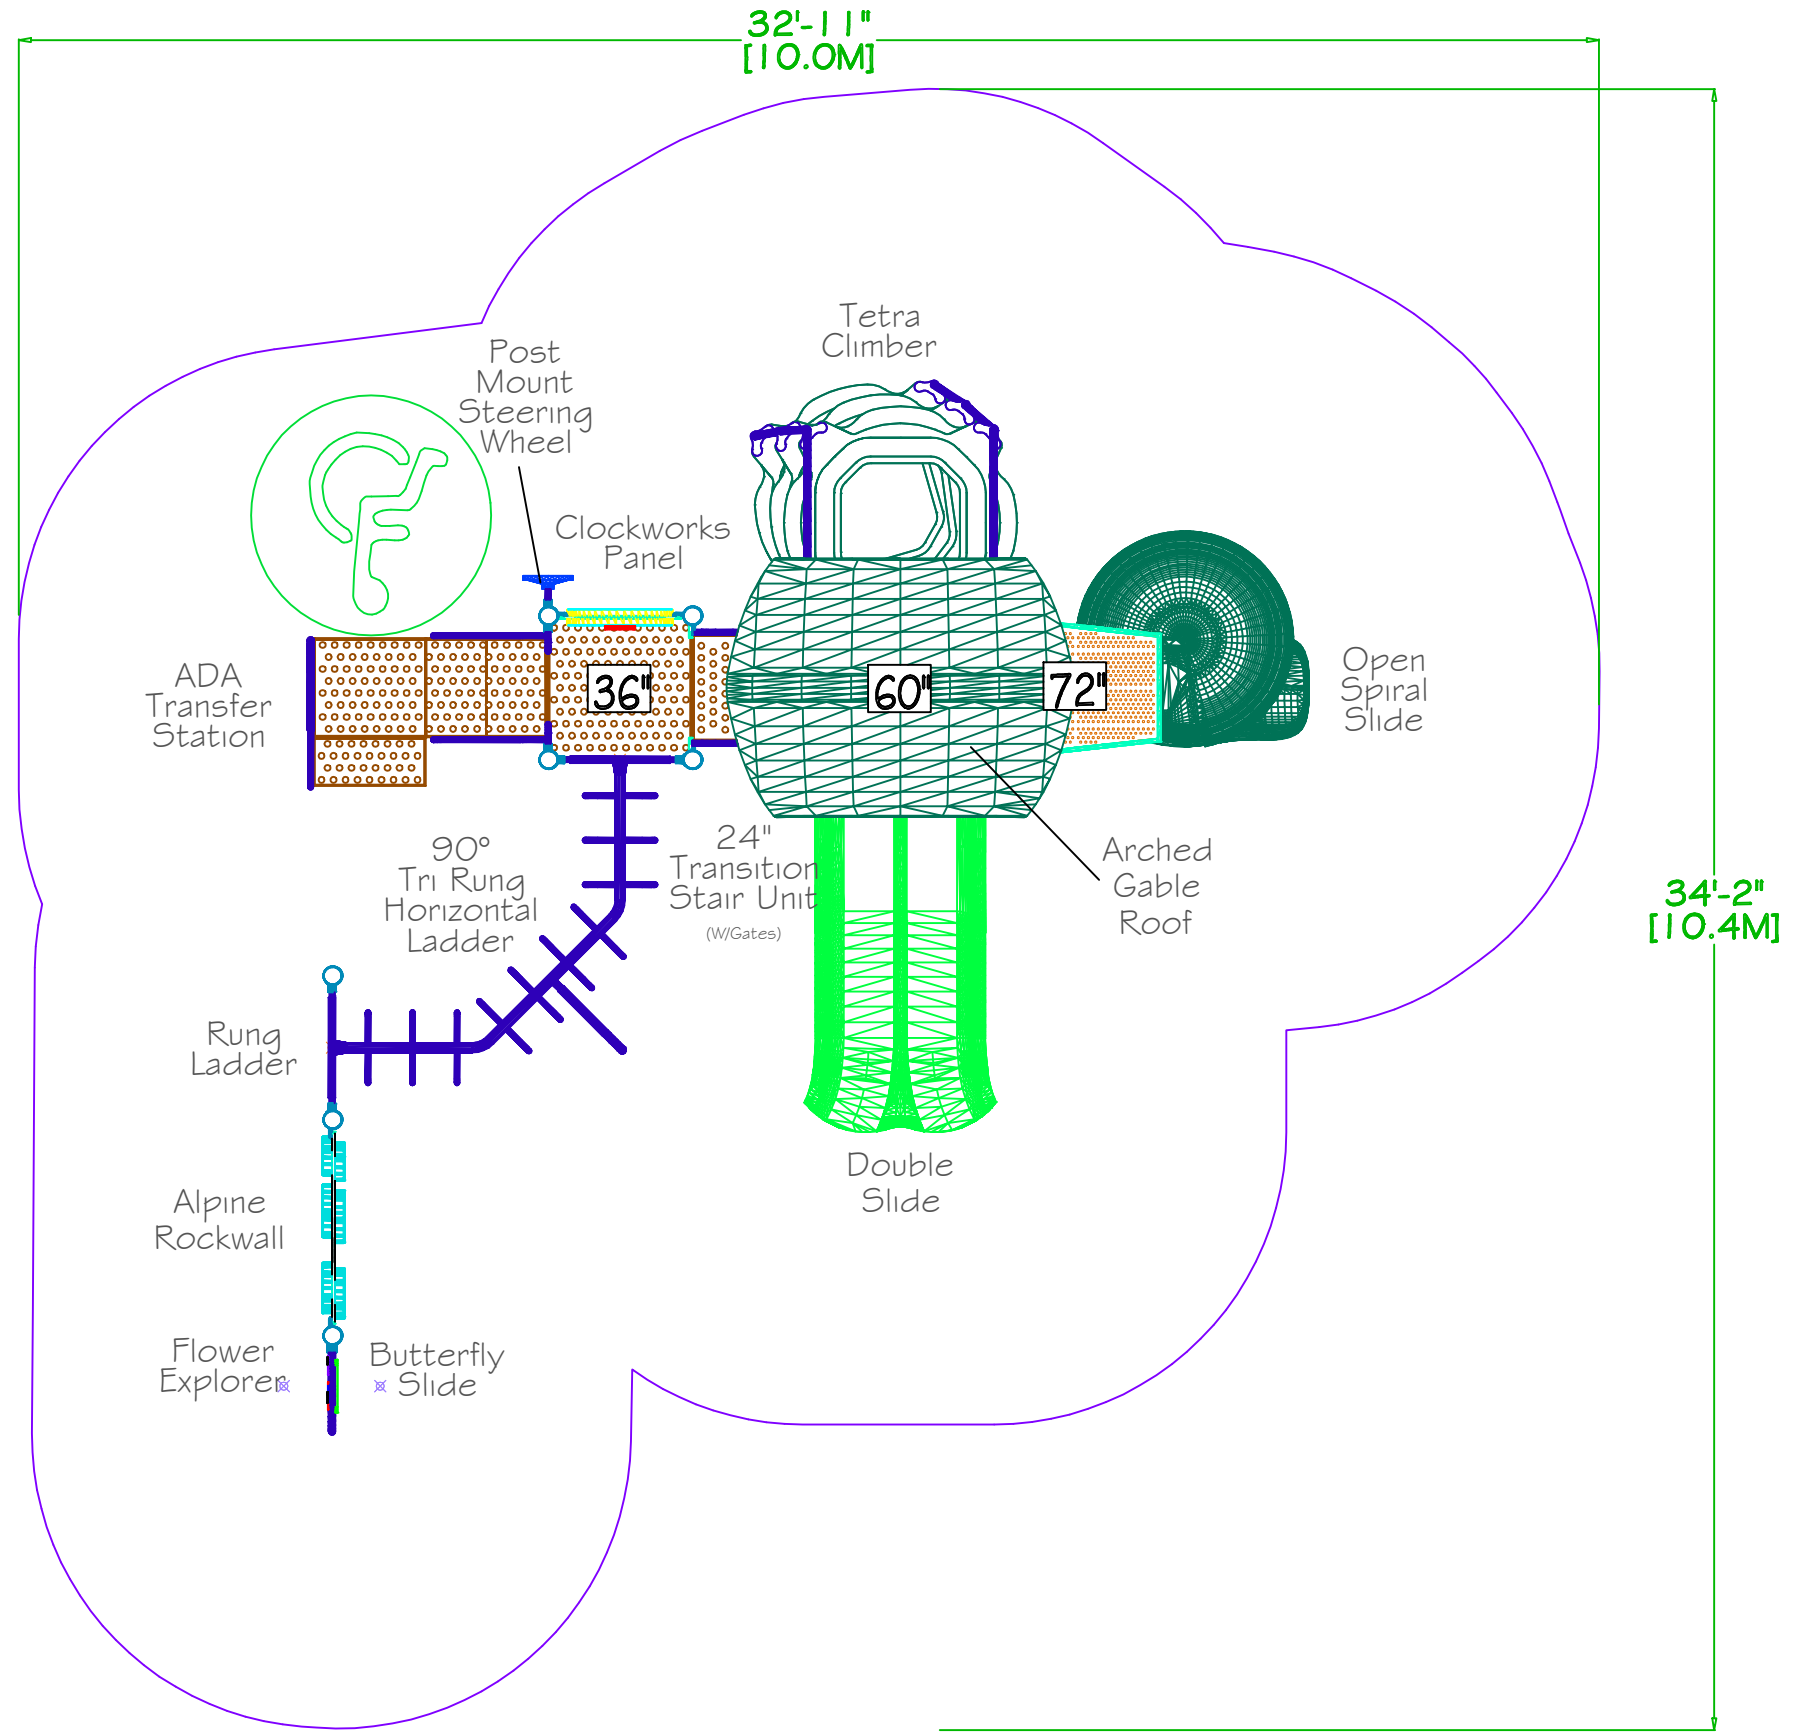 32'-11"
[10.0M]
Tetra
Climber
Post
Mount
Steering
Wheel
Clockworks
Panel
ADA
Transfer
Station
36"
60"
72"
Open
Spiral
Slide
90°
Tri Rung
Horizontal
Ladder
24"
Transition
Stair Unit
(W/Gates)
Arched
Gable
Roof
34'-2"
[10.4M]
Rung
Ladder
Double
Slide
Alpine
Rockwall
Flower
Explorer
Butterfly
Slide